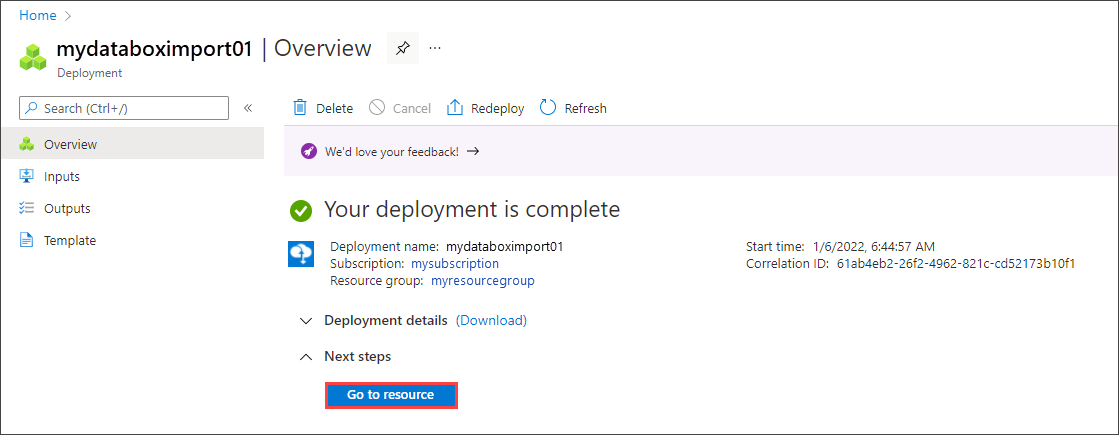 Home
mydataboximport01 | Overview ...
Deployment
Search (Ctrl+/) «
Overview
Inputs
Outputs
Template
Delete Cancel Redeploy Refresh
We'd love your feedback! →
Your deployment is complete
Deployment name: mydataboximport01
Subscription: mysubscription
Resource group: myresourcegroup
Start time: 1/6/2022, 6:44:57 AM
Correlation ID: 61ab4eb2-26f2-4962-821c-cd52173b10f1
Deployment details (Download)
Next steps
Go to resource